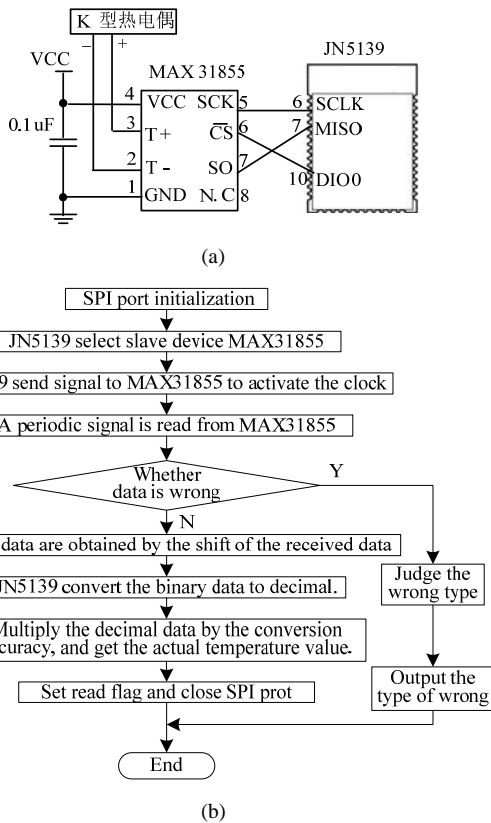 K 型热电偶
− +
VCC
MAX 31855
JN5139
4 VCC SCK 5 6 SCLK
0.1uF
3 T+ CS 6 7 MISO
2 T- SO 7 10 DIO0
1 GND N.C 8
(a)
SPI port initialization
JN5139 select slave device MAX31855
9 send signal to MAX31855 to activate the clock
A periodic signal is read from MAX31855
Whether
data is wrong
Y
N
data are obtained by the shift of the received data
JN5139 convert the binary data to decimal.
Multiply the decimal data by the conversion
curacy, and get the actual temperature value.
Set read flag and close SPI prot
Judge the
wrong type
Output the
type of wrong
End
(b)